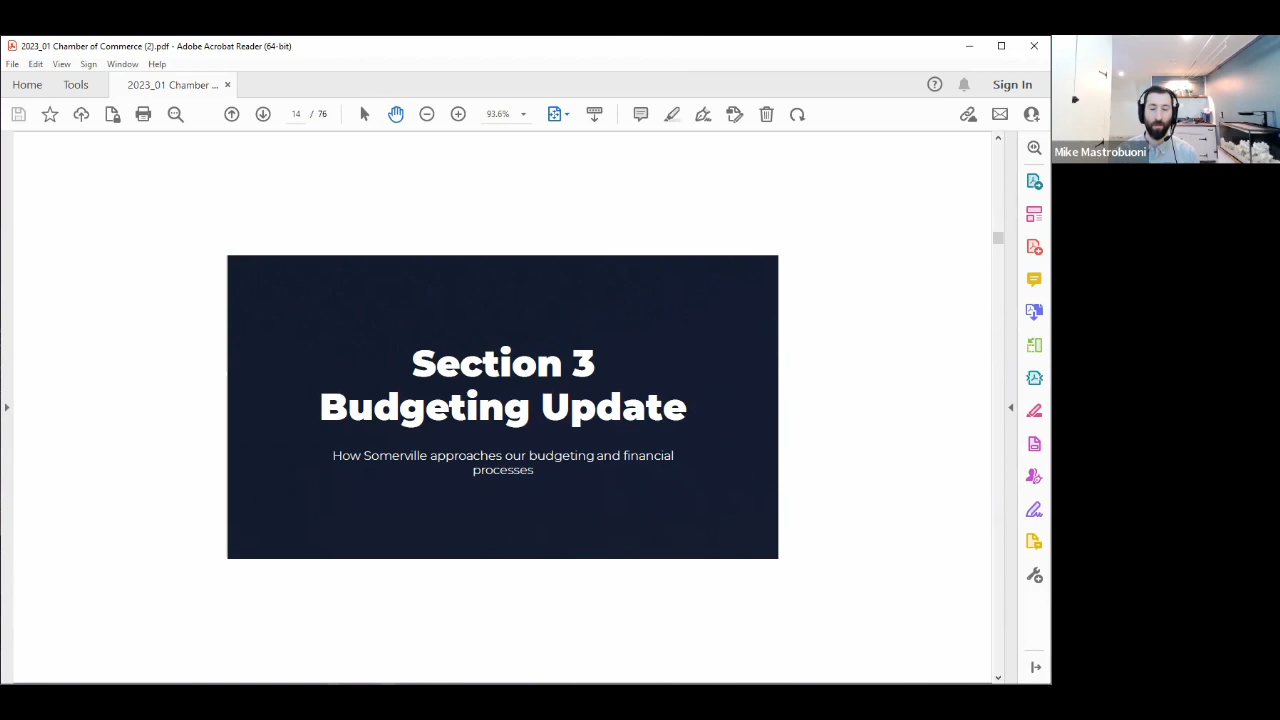 2023_01 Chamber of Commerce (2).pdf - Adobe Acrobat Reader (64-bit)
File Edit View Sign Window Help
Home Tools 2023_01 Chamber ... Sign In
14 / 76 93.6%
Mike Mastrobuoni
Section 3
Budgeting Update
How Somerville approaches our budgeting and financial
processes